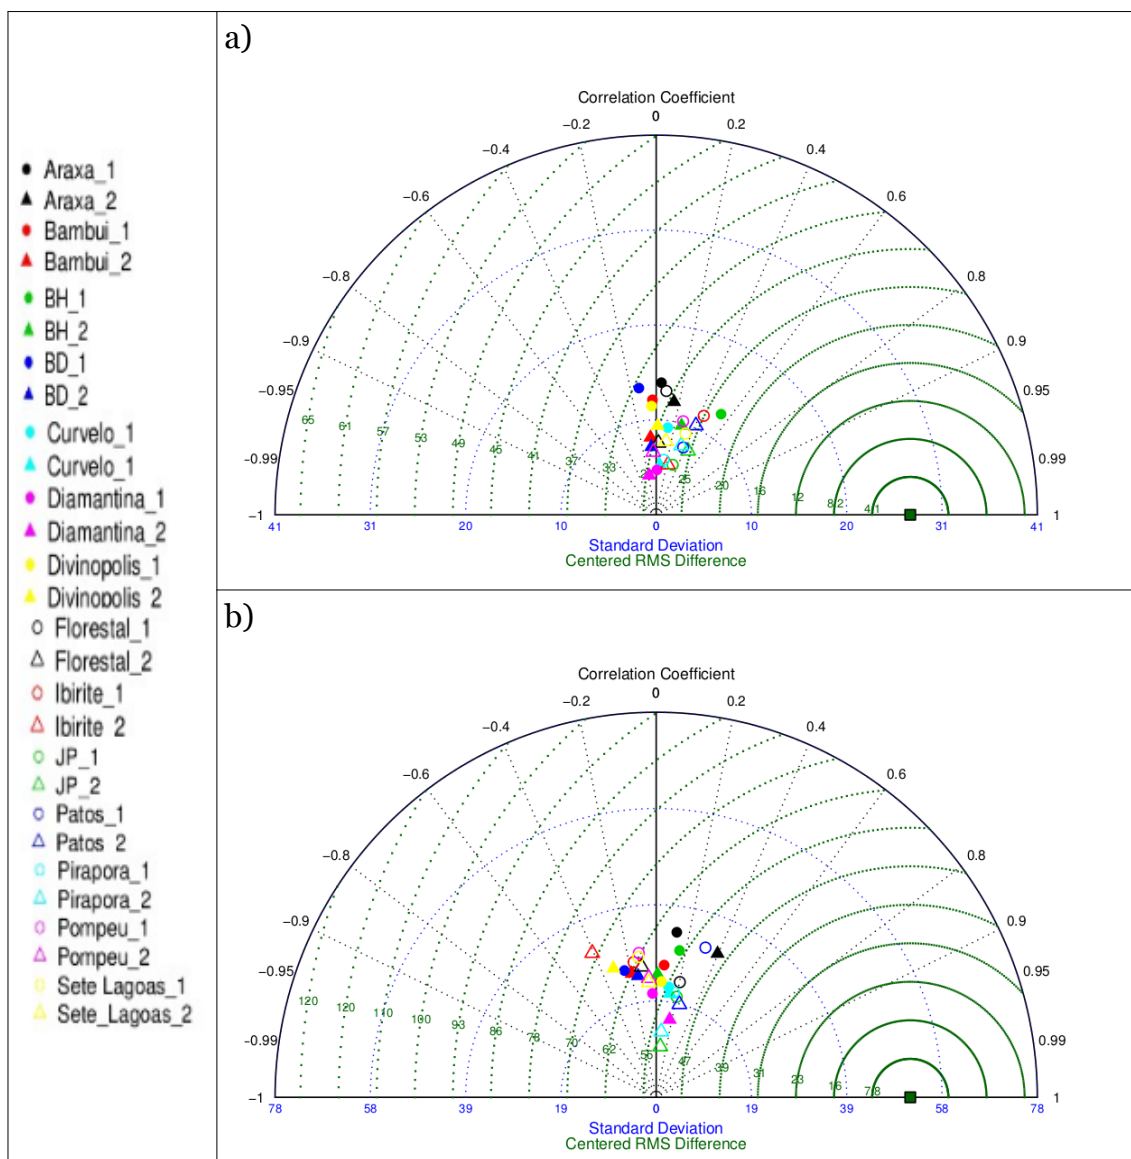 Araxa_1
Araxa_2
Bambui_1
Bambui_2
BH_1
BH_2
BD_1
BD_2
Curvelo_1
Curvelo_1
Diamantina_1
Diamantina_2
Divinopolis_1
Divinopolis_2
Florestal_1
Florestal_2
Ibirite_1
Ibirite 2
JP_1
JP_2
Patos_1
Patos 2
Pirapora_1
Pirapora_2
Pompeu_1
Pompeu_2
Sete Lagoas_1
Sete_Lagoas_2
a)
Correlation Coefficient
0
−0.2 0.2
−0.4 0.4
−0.6 0.6
−0.8 0.8
−0.9 0.9
−0.95 0.95
−0.99 0.99
−1 1
65 61 57 53 49 45 41 37 33 25 20 16 12 8.2 4.1
41 31 20 10 0 10 20 31 41
Standard Deviation
Centered RMS Difference
b)
Correlation Coefficient
0
−0.2 0.2
−0.4 0.4
−0.6 0.6
−0.8 0.8
−0.9 0.9
−0.95 0.95
−0.99 0.99
−1 1
120 120 110 100 93 86 78 70 62 55 47 39 31 23 16 7.8
78 58 39 19 0 19 39 58 78
Standard Deviation
Centered RMS Difference